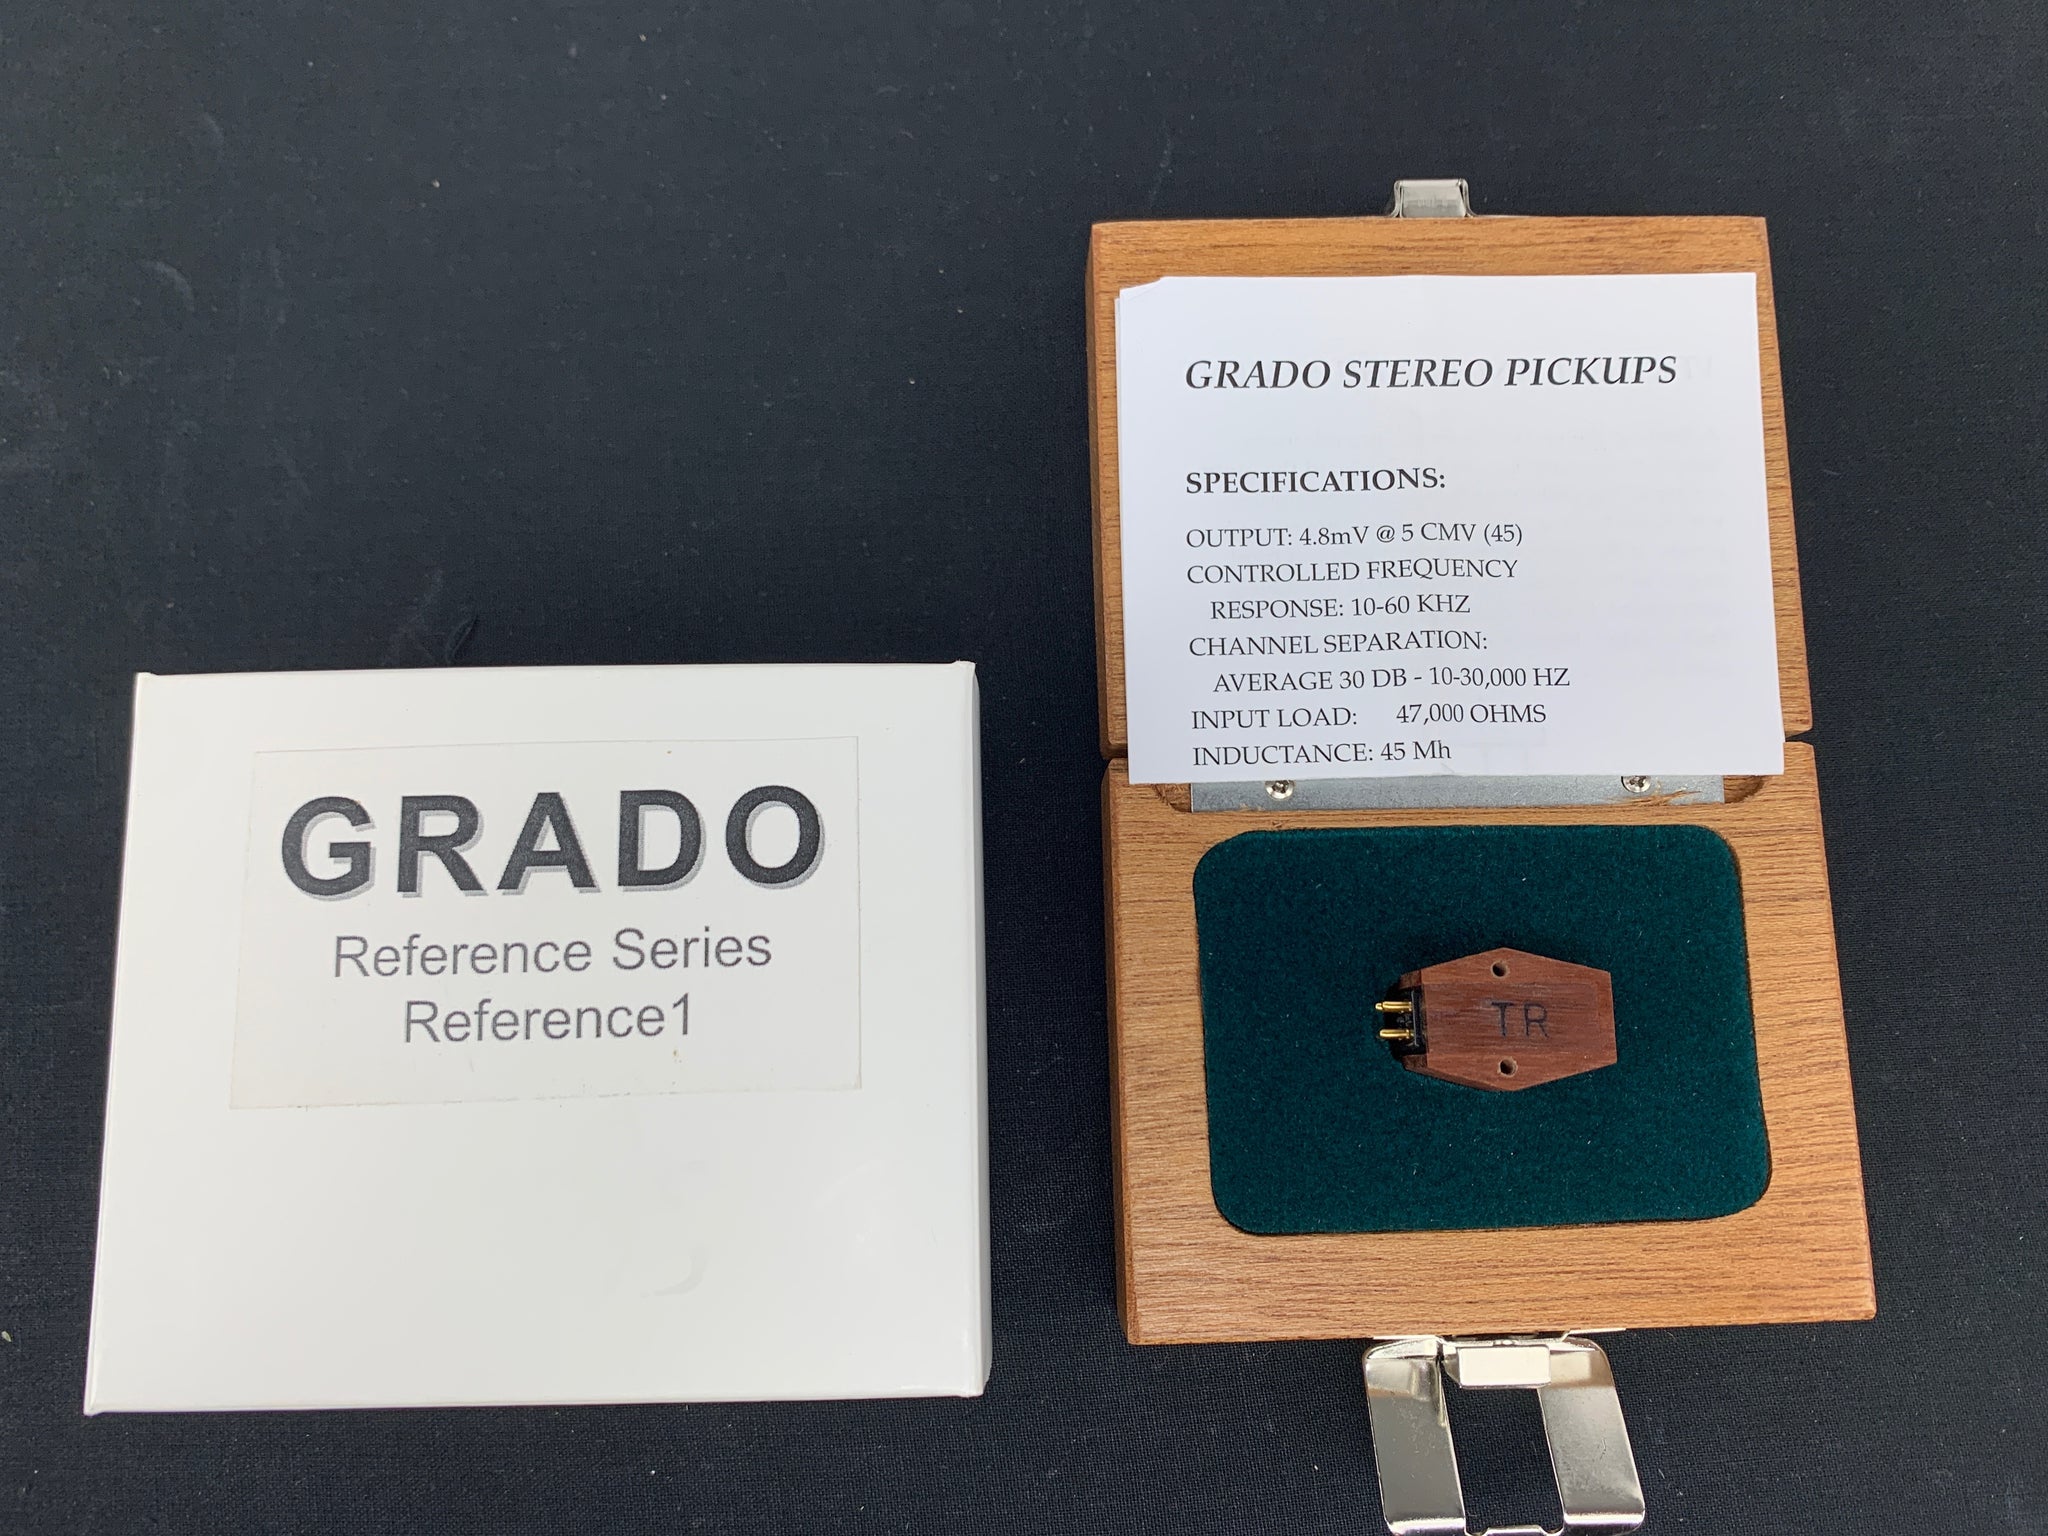 GRADO
Reference Series
Reference1
GRADO STEREO PICKUPS
SPECIFICATIONS:
OUTPUT: 4.8mV @ 5 CMV (45)
CONTROLLED FREQUENCY
RESPONSE: 10-60 KHZ
CHANNEL SEPARATION:
AVERAGE 30 DB - 10-30,000 HZ
INPUT LOAD: 47,000 OHMS
INDUCTANCE: 45 Mh
TR